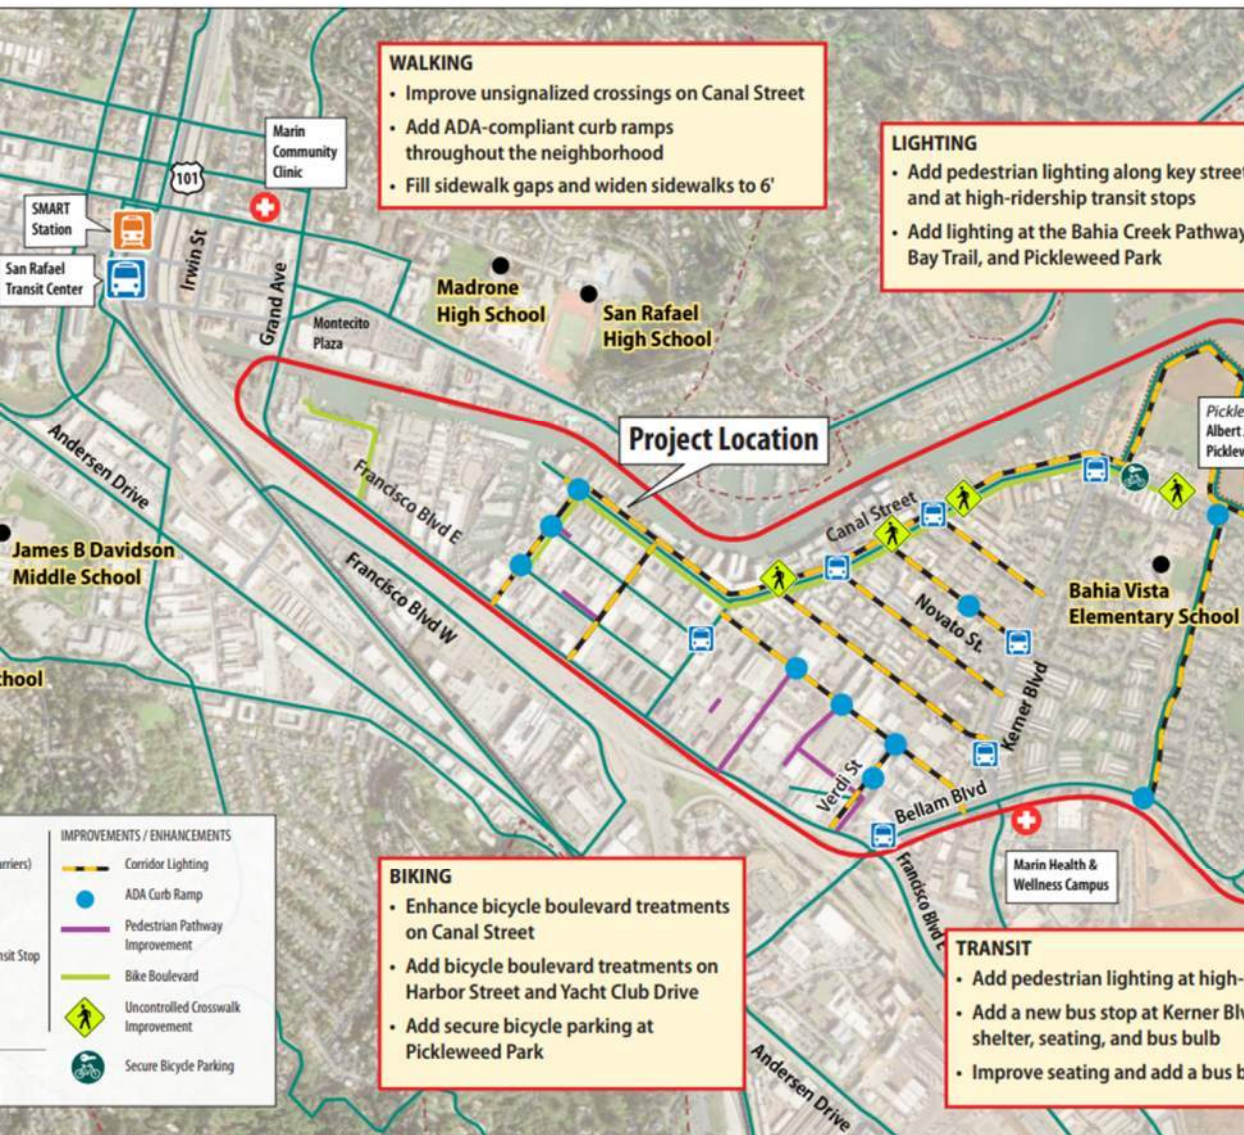 WALKING
• Improve unsignalized crossings on Canal Street
• Add ADA-compliant curb ramps
throughout the neighborhood
• Fill sidewalk gaps and widen sidewalks to 6'
LIGHTING
• Add pedestrian lighting along key street
and at high-ridership transit stops
• Add lighting at the Bahia Creek Pathway
Bay Trail, and Pickleweed Park
Marin
Community
Clinic
101
SMART
Station
San Rafael
Transit Center
Irwin St
Grand Ave
Montecito
Plaza
Madrone
High School
San Rafael
High School
Project Location
Pickle
Albert
Picklew
Andersen Drive
Francisco Blvd E
Canal Street
James B Davidson
Middle School
Francisco Blvd W
Bahia Vista
Elementary School
Novato St.
Kerner Blvd
chool
Verdi St
Bellam Blvd
Marin Health &
Wellness Campus
Francisco Blvd E
IMPROVEMENTS / ENHANCEMENTS
arriers)
Corridor Lighting
ADA Curb Ramp
Pedestrian Pathway
Improvement
nsit Stop
Bike Boulevard
Uncontrolled Crosswalk
Improvement
Secure Bicycle Parking
BIKING
• Enhance bicycle boulevard treatments
on Canal Street
• Add bicycle boulevard treatments on
Harbor Street and Yacht Club Drive
• Add secure bicycle parking at
Pickleweed Park
TRANSIT
• Add pedestrian lighting at high-
• Add a new bus stop at Kerner Blv
shelter, seating, and bus bulb
• Improve seating and add a bus b
Andersen Drive